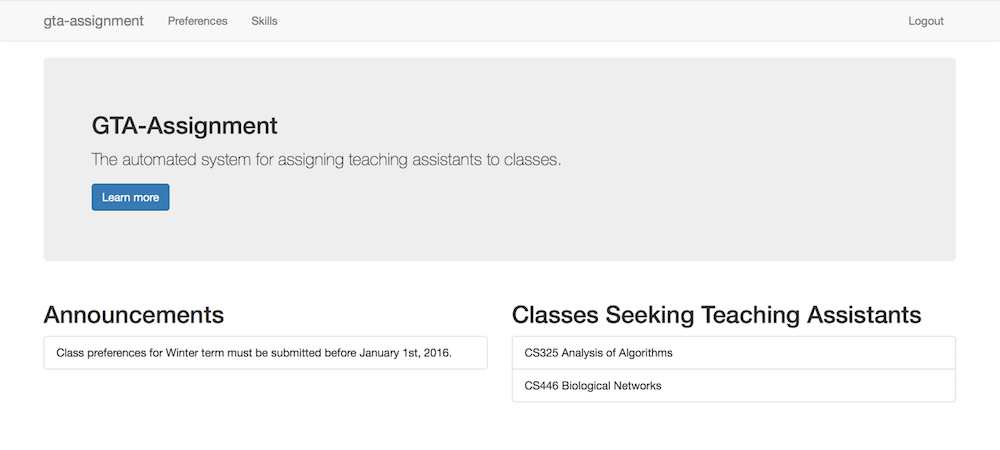 gta-assignment Preferences Skills Logout
GTA-Assignment
The automated system for assigning teaching assistants to classes.
Learn more
Announcements
Class preferences for Winter term must be submitted before January 1st, 2016.
Classes Seeking Teaching Assistants
CS325 Analysis of Algorithms
CS446 Biological Networks